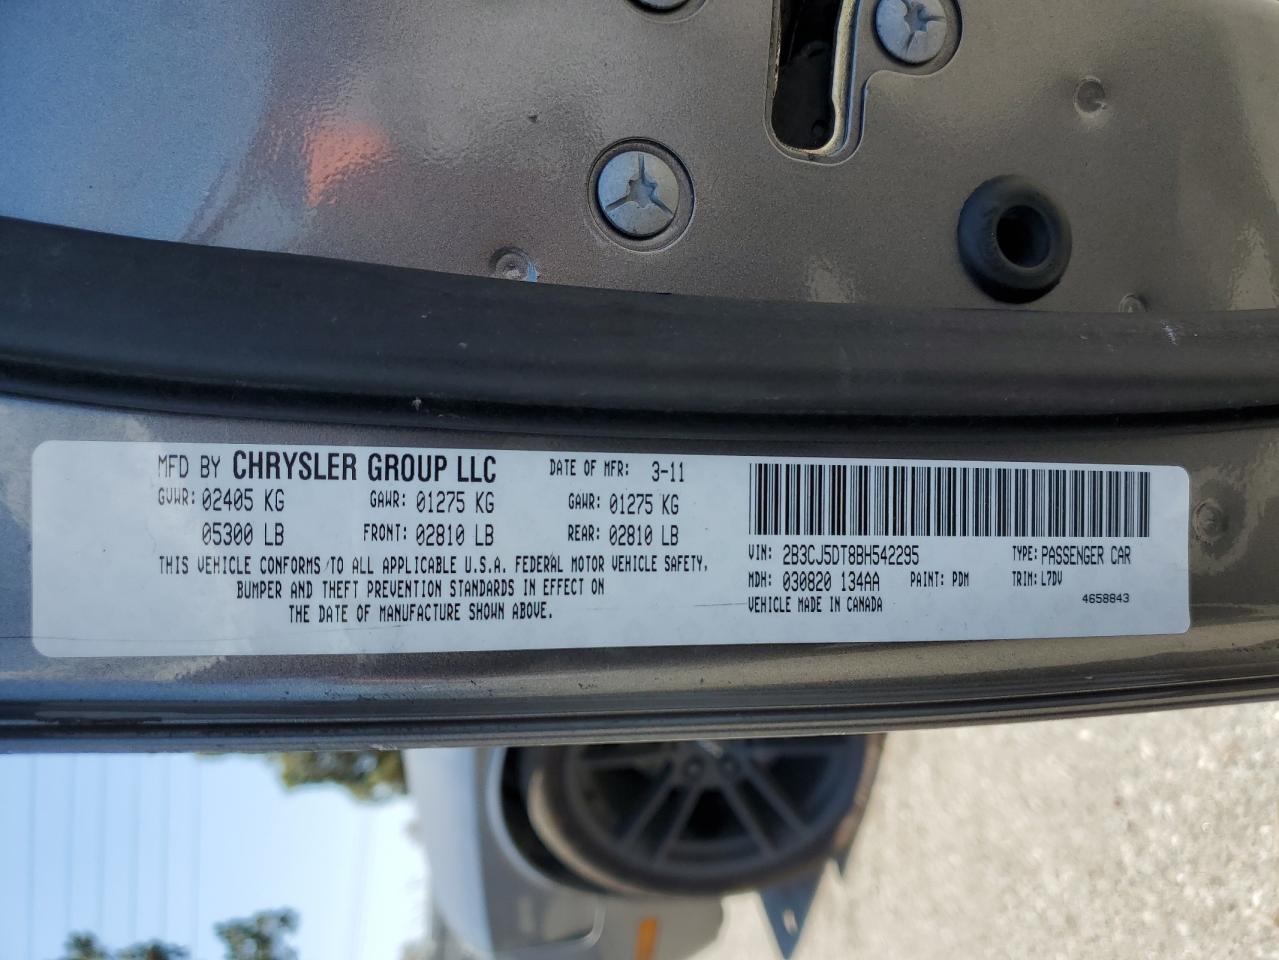 MFD BY CHRYSLER GROUP LLC DATE OF MFR: 3-11
GVWR: 02405 KG GAWR: 01275 KG GAWR: 01275 KG
05300 LB FRONT: 02810 LB REAR: 02810 LB
THIS VEHICLE CONFORMS TO ALL APPLICABLE U.S.A. FEDERAL MOTOR VEHICLE SAFETY,
BUMPER AND THEFT PREVENTION STANDARDS IN EFFECT ON
THE DATE OF MANUFACTURE SHOWN ABOVE.
VIN: 2B3CJ5DT8BH542295 TYPE: PASSENGER CAR
MDH: 030820 134AA PAINT: PDM TRIM: L7DV
VEHICLE MADE IN CANADA 4658843